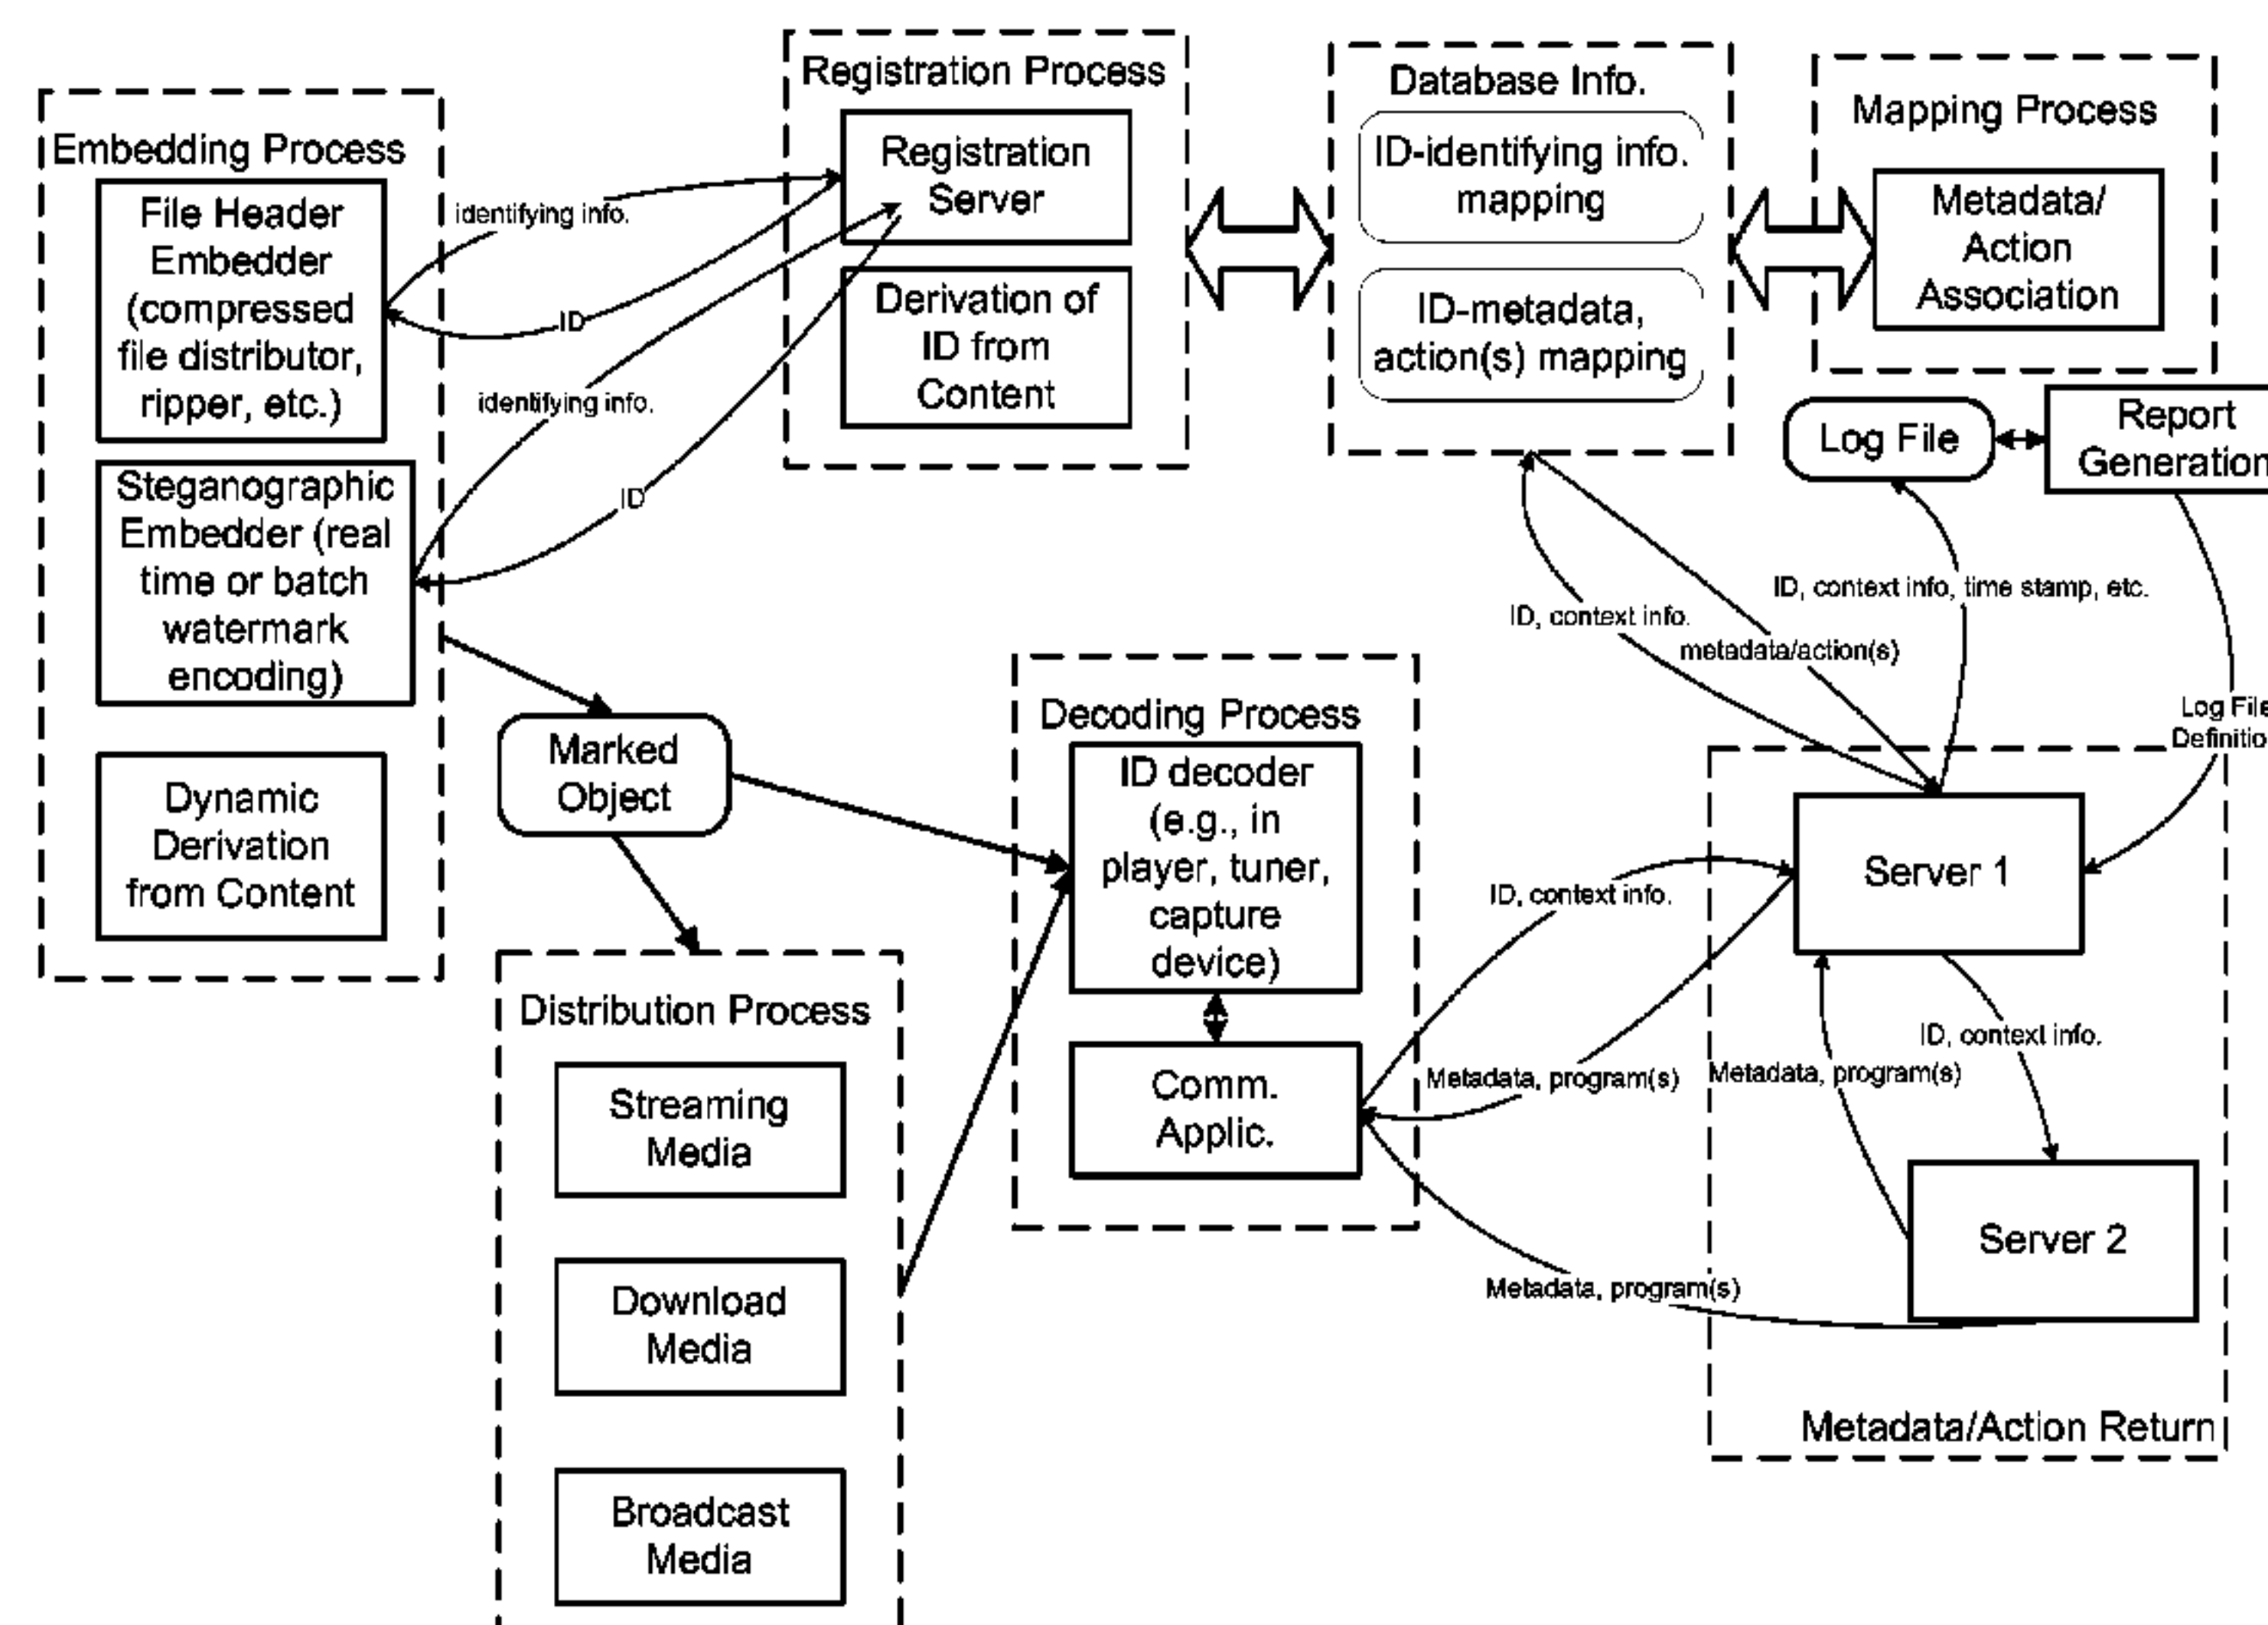 Embedding Process
File Header
Embedder
(compressed
file distributor,
ripper, etc.)
Steganographic
Embedder (real
time or batch
watermark
encoding)
Dynamic
Derivation
from Content
identifying info.
ID
identifying info.
ID
Registration Process
Registration
Server
Derivation of
ID from
Content
Database Info.
ID-identifying info.
mapping
ID-metadata,
action(s) mapping
Mapping Process
Metadata/
Action
Association
Log File
Report
Generation
ID, context info, time stamp, etc.
ID, context info.
metadata/action(s)
Log File
Definitio
Marked
Object
Distribution Process
Streaming
Media
Download
Media
Broadcast
Media
Decoding Process
ID decoder
(e.g., in
player, tuner,
capture
device)
Comm.
Applic.
ID, context info.
Metadata, program(s)
Metadata, program(s)
Server 1
ID, context info.
Metadata, program(s)
Server 2
Metadata/Action Return